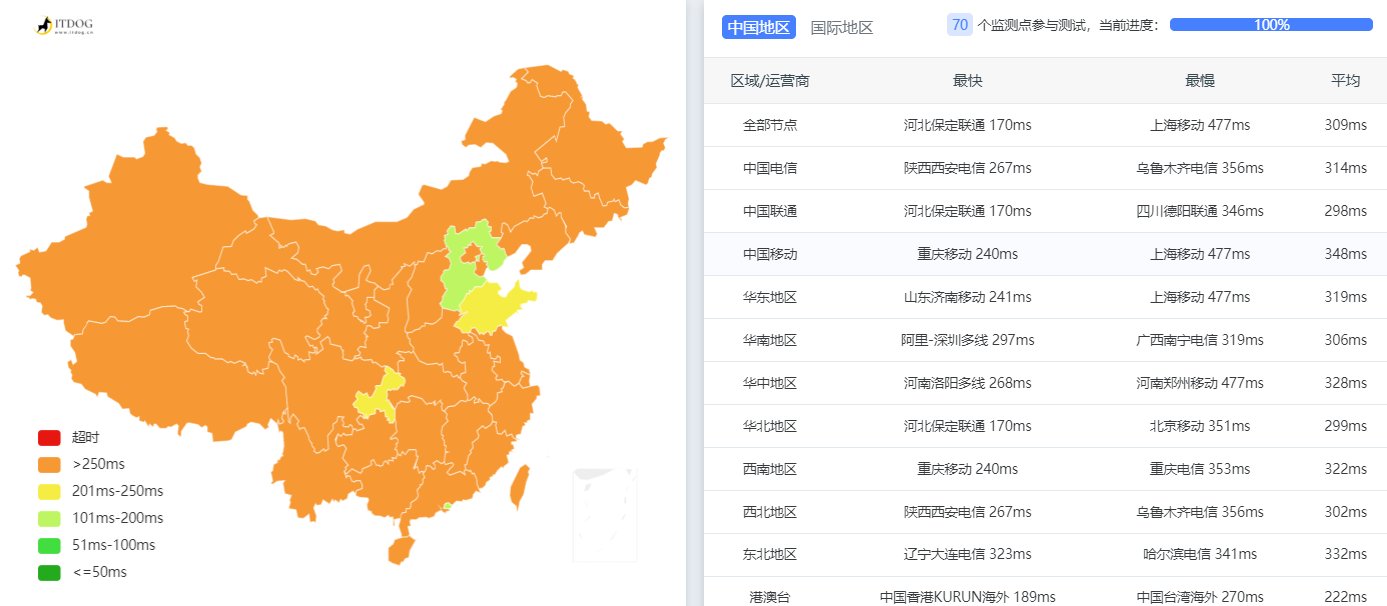 ITDOG
www.itdog.cn
超时
>250ms
201ms-250ms
101ms-200ms
51ms-100ms
<=50ms
中国地区 国际地区 70 个监测点参与测试，当前进度： 100%
区域/运营商 最快 最慢 平均
全部节点 河北保定联通 170ms 上海移动 477ms 309ms
中国电信 陕西西安电信 267ms 乌鲁木齐电信 356ms 314ms
中国联通 河北保定联通 170ms 四川德阳联通 346ms 298ms
中国移动 重庆移动 240ms 上海移动 477ms 348ms
华东地区 山东济南移动 241ms 上海移动 477ms 319ms
华南地区 阿里-深圳多线 297ms 广西南宁电信 319ms 306ms
华中地区 河南洛阳多线 268ms 河南郑州移动 477ms 328ms
华北地区 河北保定联通 170ms 北京移动 351ms 299ms
西南地区 重庆移动 240ms 重庆电信 353ms 322ms
西北地区 陕西西安电信 267ms 乌鲁木齐电信 356ms 302ms
东北地区 辽宁大连电信 323ms 哈尔滨电信 341ms 332ms
港澳台 中国香港KURUN海外 189ms 中国台湾海外 270ms 222ms